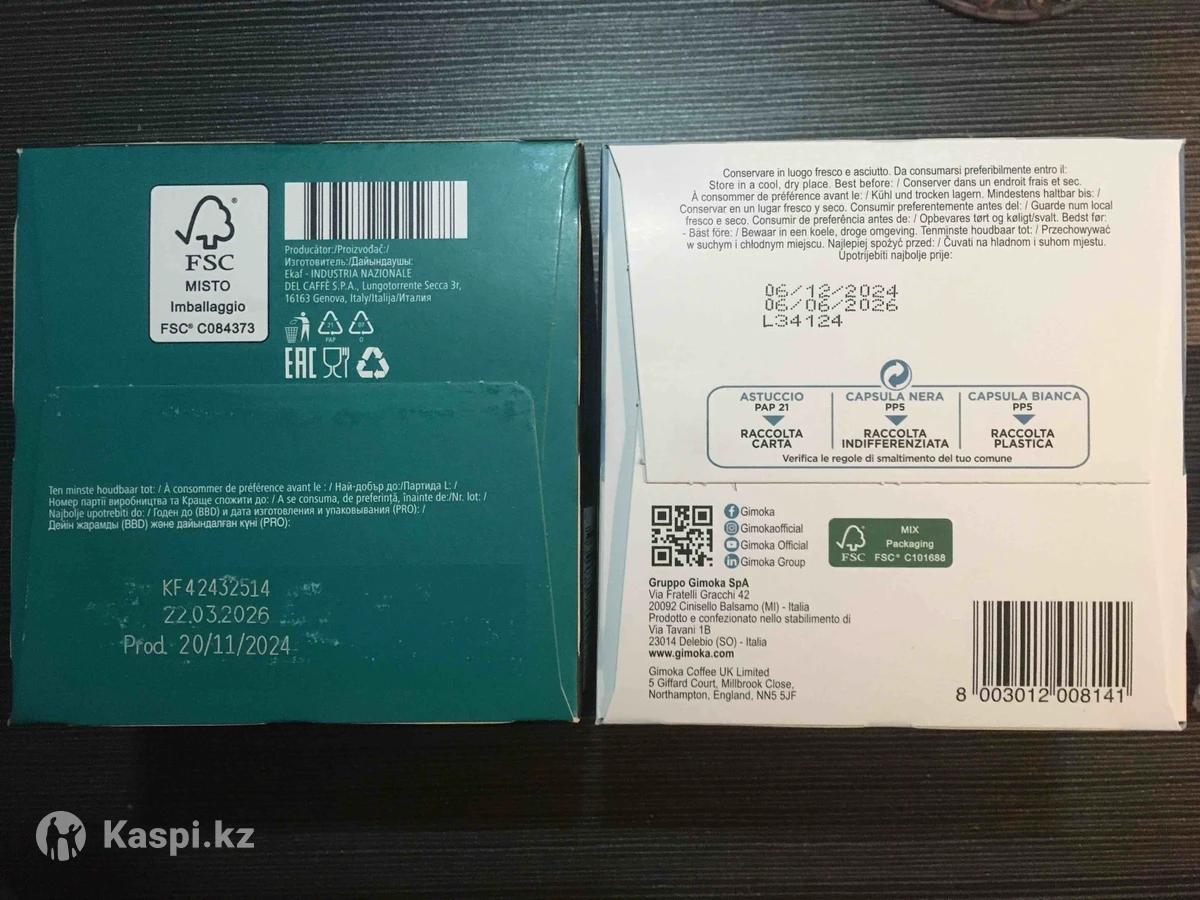 FSC®
MISTO
Imballaggio
FSC® C084373
Producător:/Proizvođač:/
Изготовитель:/Дайындаушы:
Ekaf - INDUSTRIA NAZIONALE
DEL CAFFÈ S.P.A., Lungotorrente Secca 3r,
16163 Genova, Italy/Italija/Италия
21
PAP
07
O
EAC
Ten minste houdbaar tot: / À consommer de préférence avant le : / Най-добър до:/Партида L: /
Номер партії виробництва та Краще спожити до: / A se consuma, de preferință, înainte de:/Nr. lot: /
Najbolje upotrebiti do: / Годен до (BBD) и дата изготовления и упаковывания (PRO): /
Дейін жарамды (BBD) және дайындалған күні (PRO):
KF42432514
22.03.2026
Prod. 20/11/2024
Conservare in luogo fresco e asciutto. Da consumarsi preferibilmente entro il:
Store in a cool, dry place. Best before: / Conserver dans un endroit frais et sec.
À consommer de préférence avant le: / Kühl und trocken lagern. Mindestens haltbar bis: /
Conservar en un lugar fresco y seco. Consumir preferentemente antes del: / Guarde num local
fresco e seco. Consumir de preferência antes de: / Opbevares tørt og køligt/svalt. Bedst før:
- Bäst före: / Bewaar in een koele, droge omgeving. Tenminste houdbaar tot: / Przechowywać
w suchym i chłodnym miejscu. Najlepiej spożyć przed: / Čuvati na hladnom i suhom mjestu.
Upotrijebiti najbolje prije:
06/12/2024
06/06/2026
L34124
ASTUCCIO
PAP 21
RACCOLTA
CARTA
CAPSULA NERA
PP5
RACCOLTA
INDIFFERENZIATA
CAPSULA BIANCA
PP5
RACCOLTA
PLASTICA
Verifica le regole di smaltimento del tuo comune
Gimoka
Gimokaofficial
Gimoka Official
Gimoka Group
FSC
MIX
Packaging
FSC® C101688
Gruppo Gimoka SpA
Via Fratelli Gracchi 42
20092 Cinisello Balsamo (MI) - Italia
Prodotto e confezionato nello stabilimento di
Via Tavani 1B
23014 Delebio (SO) - Italia
www.gimoka.com
Gimoka Coffee UK Limited
5 Giffard Court, Millbrook Close,
Northampton, England, NN5 5JF
8 003012 008141
Kaspi.kz